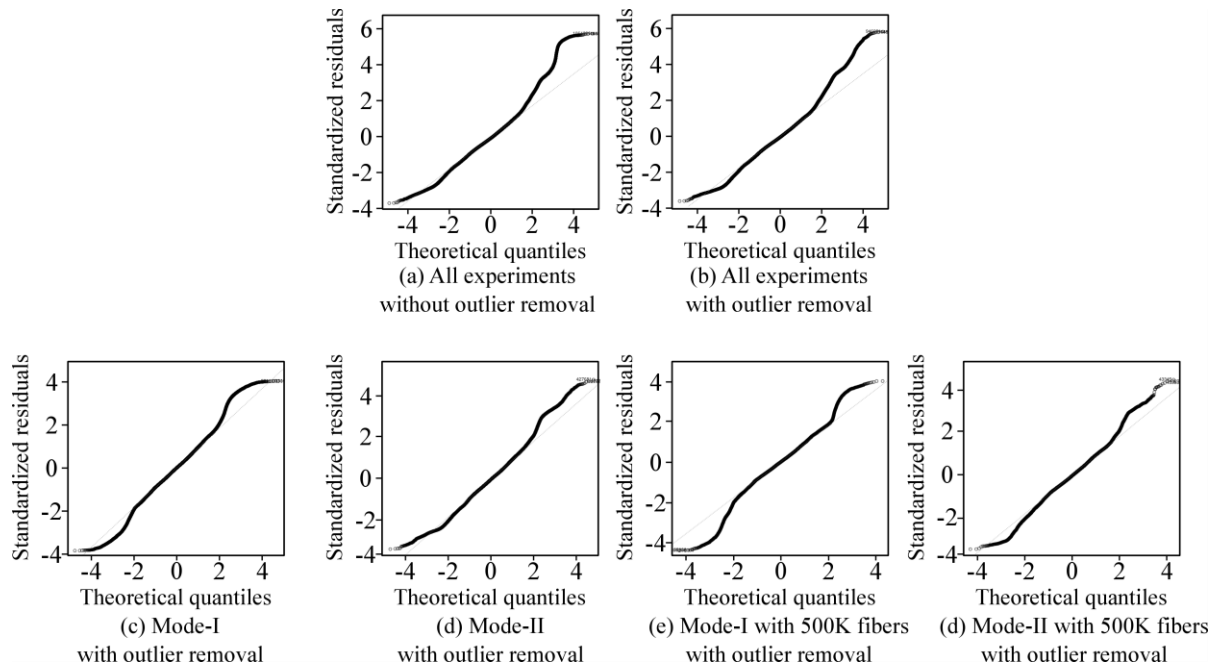 Standardized residuals
6
4
2
0
-2
-4
-4 -2 0 2 4
Theoretical quantiles
(a) All experiments
without outlier removal
Standardized residuals
6
4
2
0
-2
-4
-4 -2 0 2 4
Theoretical quantiles
(b) All experiments
with outlier removal
Standardized residuals
4
2
0
-2
-4
-4 -2 0 2 4
Theoretical quantiles
(c) Mode-I
with outlier removal
Standardized residuals
4
2
0
-2
-4
-4 -2 0 2 4
Theoretical quantiles
(d) Mode-II
with outlier removal
Standardized residuals
4
2
0
-2
-4
-4 -2 0 2 4
Theoretical quantiles
(e) Mode-I with 500K fibers
with outlier removal
Standardized residuals
4
2
0
-2
-4
-4 -2 0 2 4
Theoretical quantiles
(d) Mode-II with 500K fibers
with outlier removal